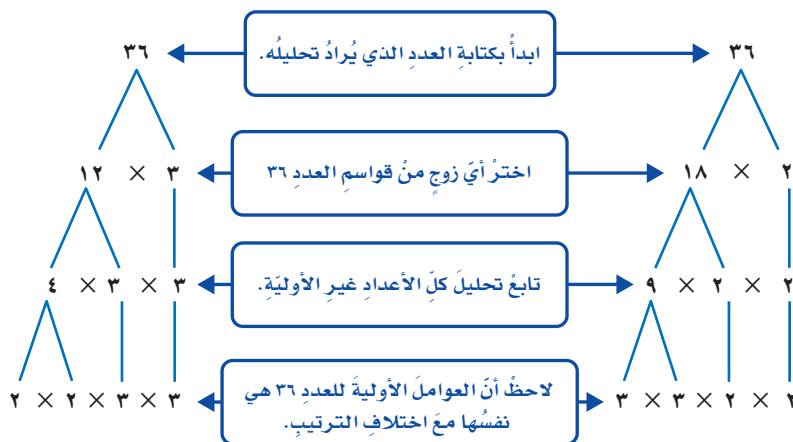 ٣٦
ابدأْ بكتابةِ العددِ الذي يُرادُ تحليلُه.
٣٦
٢ × ١٨
اخترْ أيَّ زوجٍ منْ قواسمِ العددِ ٣٦
٣ × ١٢
٢ × ٢ × ٩
تابعْ تحليلَ كلِّ الأعدادِ غيرِ الأوليّةِ.
٣ × ٣ × ٤
٢ × ٢ × ٣ × ٣
لاحظْ أنّ العواملَ الأوليةَ للعددِ ٣٦ هي
نفسُها معَ اختلافِ الترتيبِ.
٣ × ٣ × ٢ × ٢